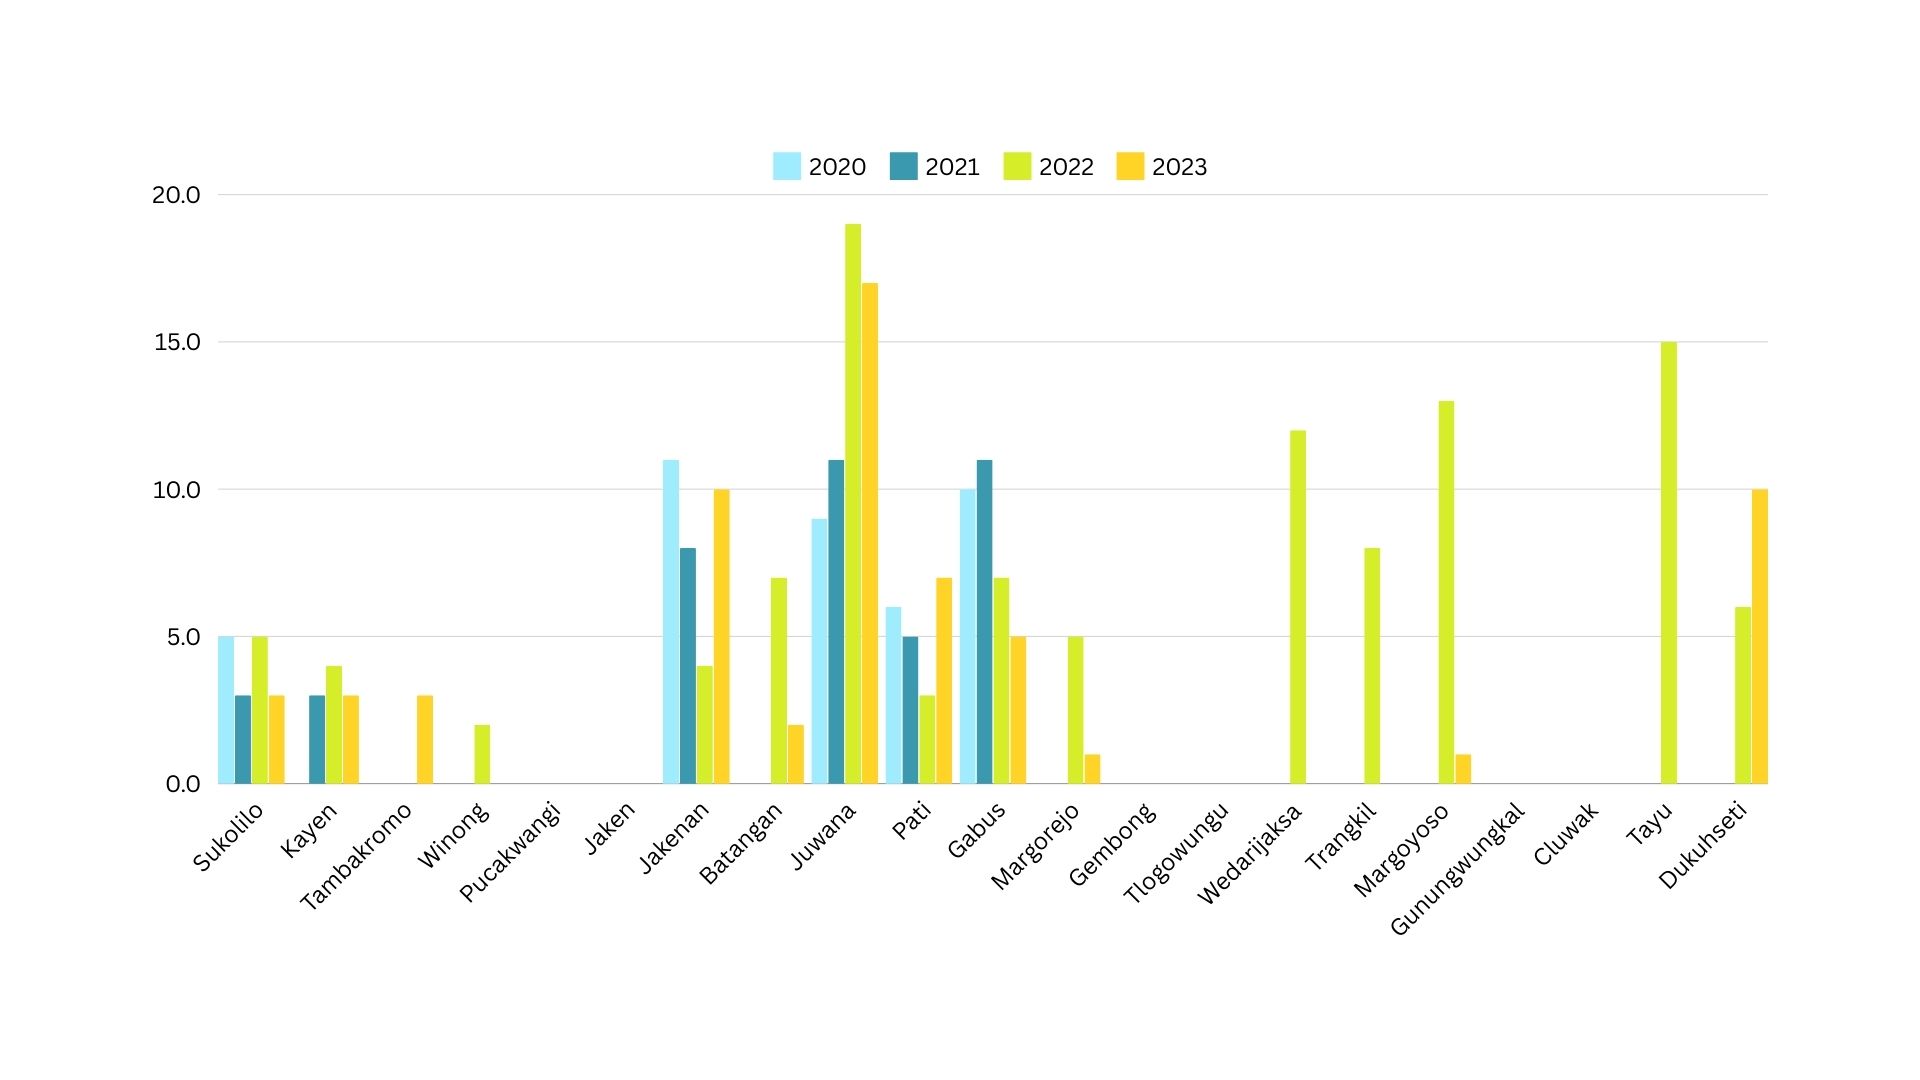 2020 2021 2022 2023
20.0
15.0
10.0
5.0
0.0
Sukolilo
Kayen
Tambakromo
Winong
Pucakwangi
Jaken
Jakenan
Batangan
Juwana
Pati
Gabus
Margorejo
Gembong
Tlogowungu
Wedarijaksa
Trangkil
Margoyoso
Gunungwungkal
Cluwak
Tayu
Dukuhseti